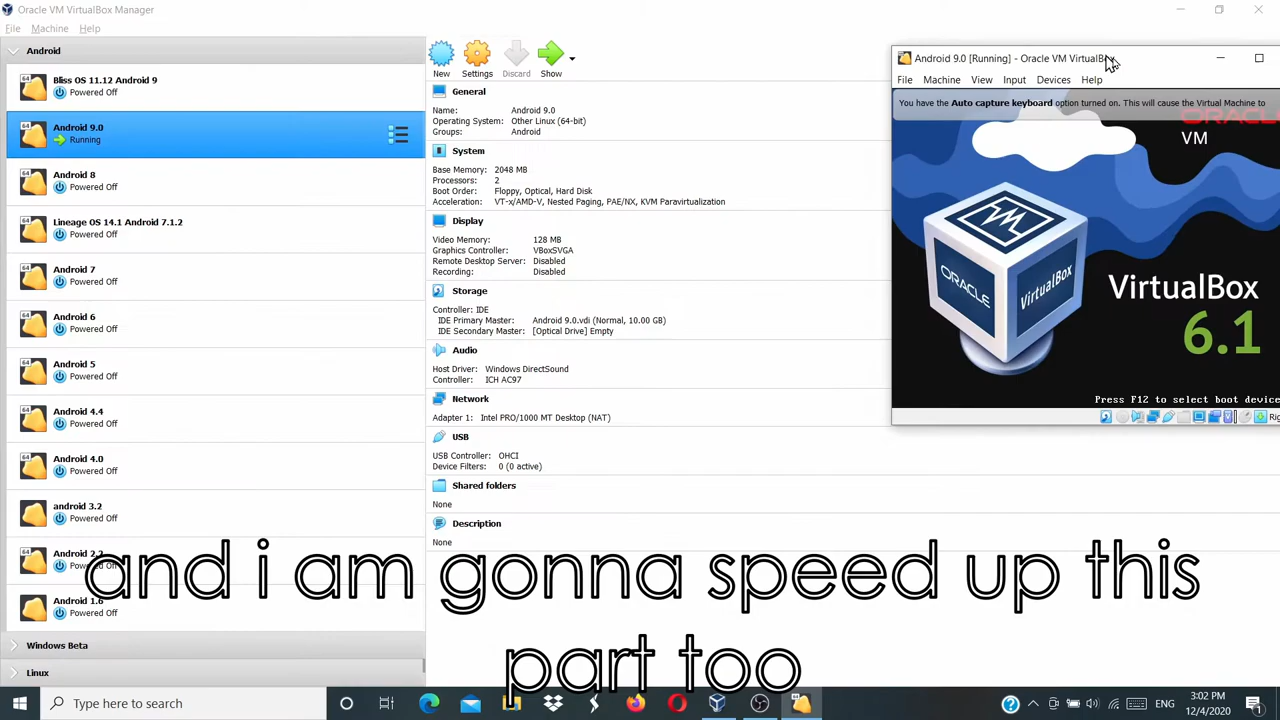 Oracle VM VirtualBox Manager
File Machine Help
Android
Bliss OS 11.12 Android 9
Powered Off
Android 9.0
Running
Android 8
Powered Off
Lineage OS 14.1 Android 7.1.2
Powered Off
Android 7
Powered Off
Android 6
Powered Off
Android 5
Powered Off
Android 4.4
Powered Off
Android 4.0
Powered Off
android 3.2
Powered Off
Android 2.2
Powered Off
Powered Off
Windows Beta
Linux
New Settings Discard Show
General
Name: Android 9.0
Operating System: Other Linux (64-bit)
Groups: Android
System
Base Memory: 2048 MB
Processors: 2
Boot Order: Floppy, Optical, Hard Disk
Acceleration: VT-x/AMD-V, Nested Paging, PAE/NX, KVM Paravirtualization
Display
Video Memory: 128 MB
Graphics Controller: VBoxSVGA
Remote Desktop Server: Disabled
Recording: Disabled
Storage
Controller: IDE
IDE Primary Master: Android 9.0.vdi (Normal, 10.00 GB)
IDE Secondary Master: [Optical Drive] Empty
Audio
Host Driver: Windows DirectSound
Controller: ICH AC97
Network
Adapter 1: Intel PRO/1000 MT Desktop (NAT)
USB
USB Controller: OHCI
Device Filters: 0 (0 active)
Shared folders
None
Description
None
Android 9.0 [Running] - Oracle VM VirtualBox
File Machine View Input Devices Help
You have the Auto capture keyboard option turned on. This will cause the Virtual Machine to
ORACLE
VM
ORACLE VirtualBox
VirtualBox
6.1
Press F12 to select boot device
and i am gonna speed up this
part too
Type here to search
3:02 PM
12/4/2020